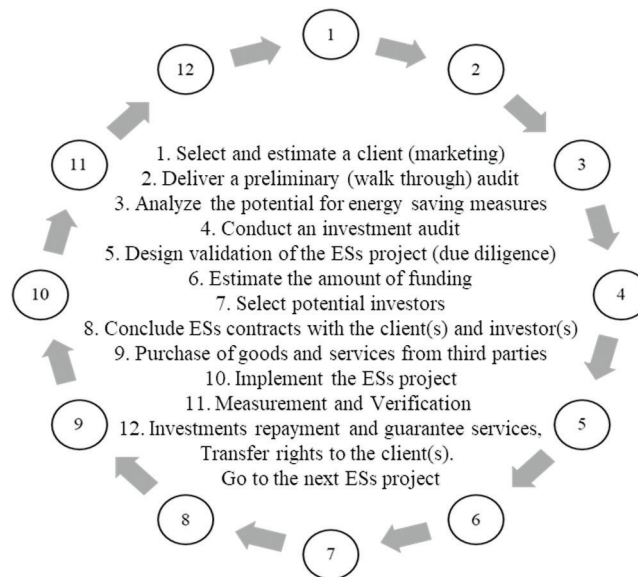 1
2
3
4
5
6
7
8
9
10
11
12
1. Select and estimate a client (marketing)
2. Deliver a preliminary (walk through) audit
3. Analyze the potential for energy saving measures
4. Conduct an investment audit
5. Design validation of the ESs project (due diligence)
6. Estimate the amount of funding
7. Select potential investors
8. Conclude ESs contracts with the client(s) and investor(s)
9. Purchase of goods and services from third parties
10. Implement the ESs project
11. Measurement and Verification
12. Investments repayment and guarantee services,
Transfer rights to the client(s).
Go to the next ESs project